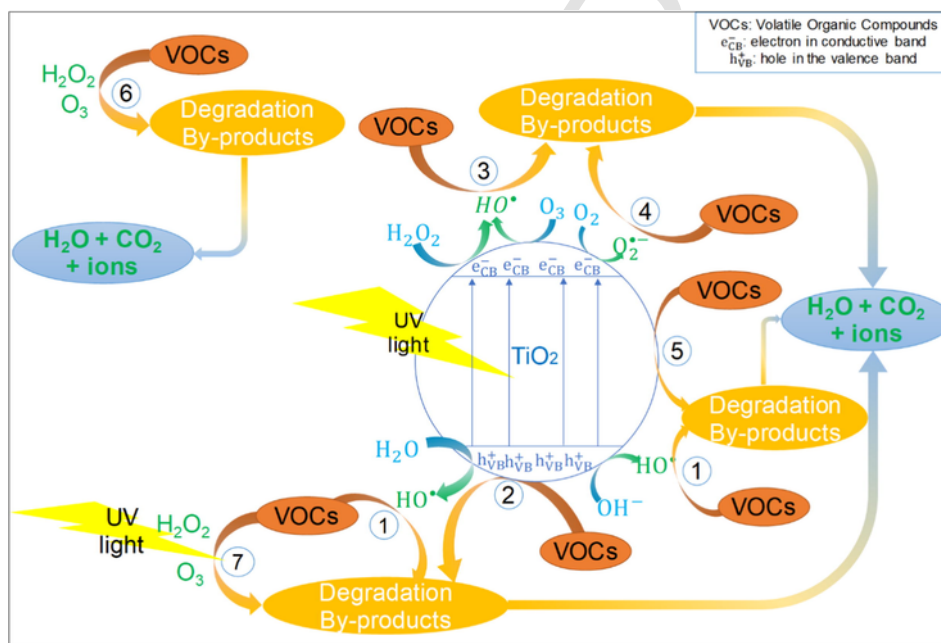 VOCs: Volatile Organic Compounds
e⁻CB: electron in conductive band
h⁺VB: hole in the valence band
VOCs
H₂O₂
O₃
6
Degradation
By-products
H₂O + CO₂
+ ions
VOCs
3
Degradation
By-products
4
VOCs
HO•
H₂O₂
O₃
O₂
O₂•⁻
e⁻CB e⁻CB e⁻CB e⁻CB
UV
light
TiO₂
VOCs
5
H₂O + CO₂
+ ions
Degradation
By-products
H₂O
h⁺VB h⁺VB h⁺VB h⁺VB
HO•
1
HO•
2
OH⁻
VOCs
UV
light
H₂O₂
O₃
7
VOCs
1
VOCs
Degradation
By-products